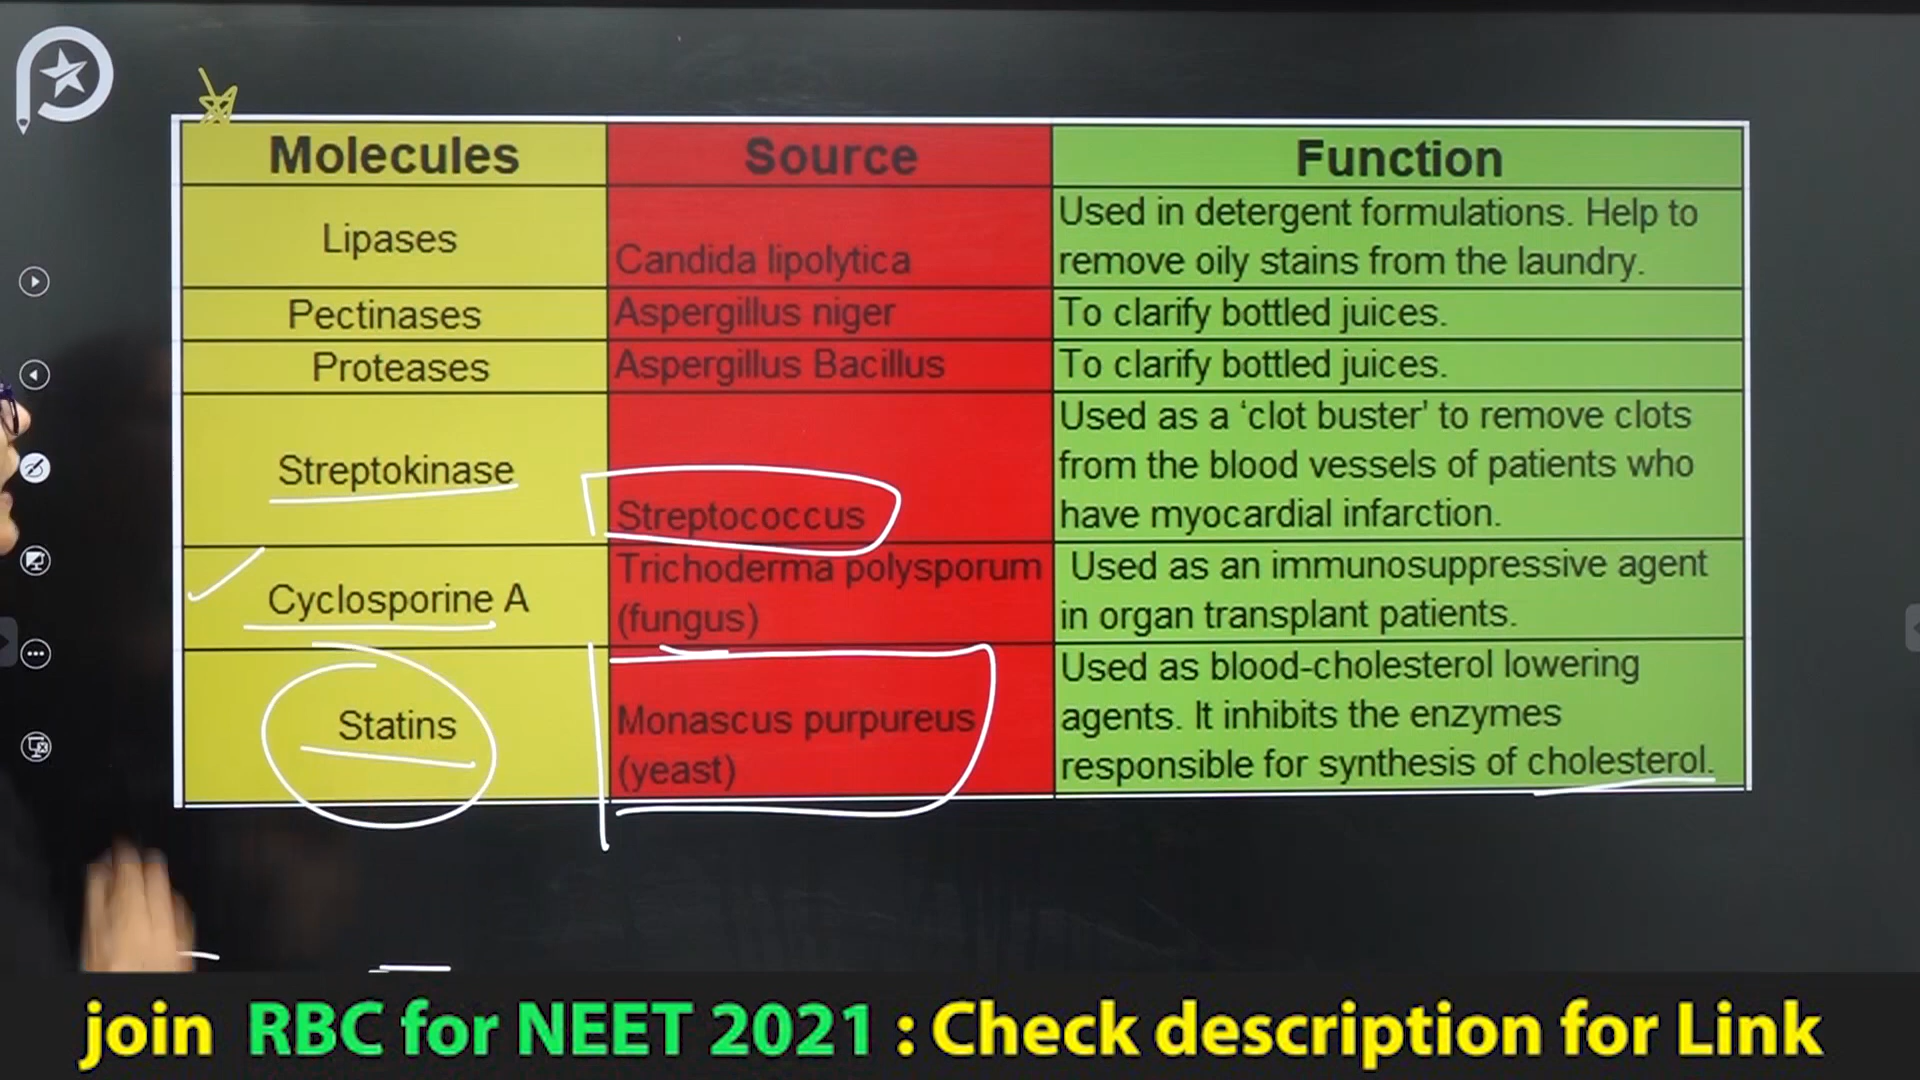 Molecules
Source
Function
Lipases
Candida lipolytica
Used in detergent formulations. Help to
remove oily stains from the laundry.
Pectinases
Aspergillus niger
To clarify bottled juices.
Proteases
Aspergillus Bacillus
To clarify bottled juices.
Streptokinase
Streptococcus
Used as a ‘clot buster’ to remove clots
from the blood vessels of patients who
have myocardial infarction.
Cyclosporine A
Trichoderma polysporum
(fungus)
Used as an immunosuppressive agent
in organ transplant patients.
Statins
Monascus purpureus
(yeast)
Used as blood-cholesterol lowering
agents. It inhibits the enzymes
responsible for synthesis of cholesterol.
join RBC for NEET 2021 : Check description for Link